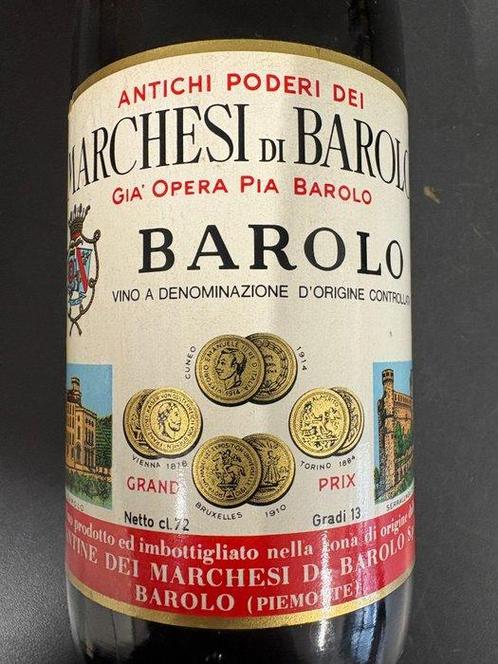 ANTICHI PODERI DEI
MARCHESI DI BAROLO
GIA' OPERA PIA BAROLO
BAROLO
VINO A DENOMINAZIONE D'ORIGINE CONTROLLATA
CUNEO 1914
VIENNA 1873
TORINO 1884
GRAND PRIX
BRUXELLES 1910
Netto cl. 72 Gradi 13
prodotto ed imbottigliato nella zona di origine
CANTINE DEI MARCHESI DI BAROLO
BAROLO (PIEMONTE)